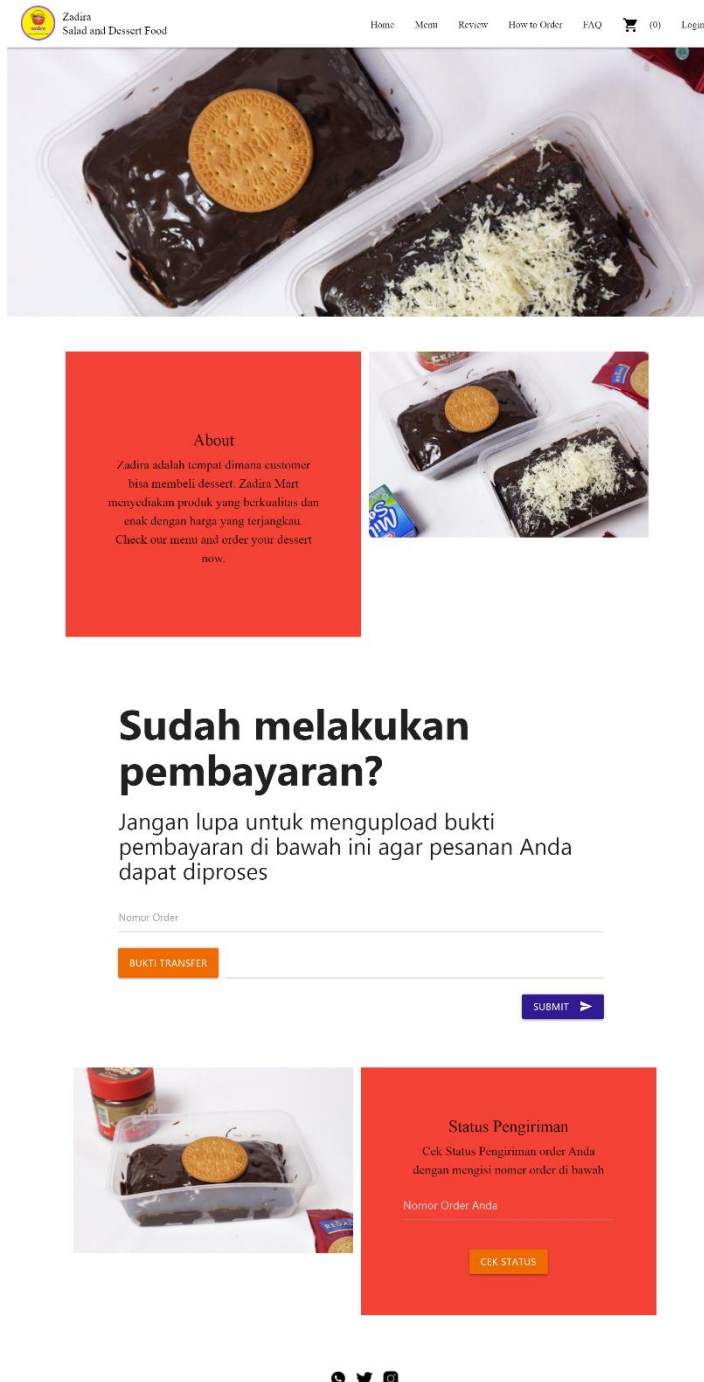 Zadira
Salad and Dessert Food
Home Menu Review How to Order FAQ (0) Login
About
Zadira adalah tempat dimana customer
bisa membeli dessert. Zadira Mart
menyediakan produk yang berkualitas dan
enak dengan harga yang terjangkau.
Check our menu and order your dessert
now.
Sudah melakukan
pembayaran?
Jangan lupa untuk mengupload bukti
pembayaran di bawah ini agar pesanan Anda
dapat diproses
Nomor Order
BUKTI TRANSFER
SUBMIT
Status Pengiriman
Cek Status Pengiriman order Anda
dengan mengisi nomer order di bawah
Nomor Order Anda
CEK STATUS